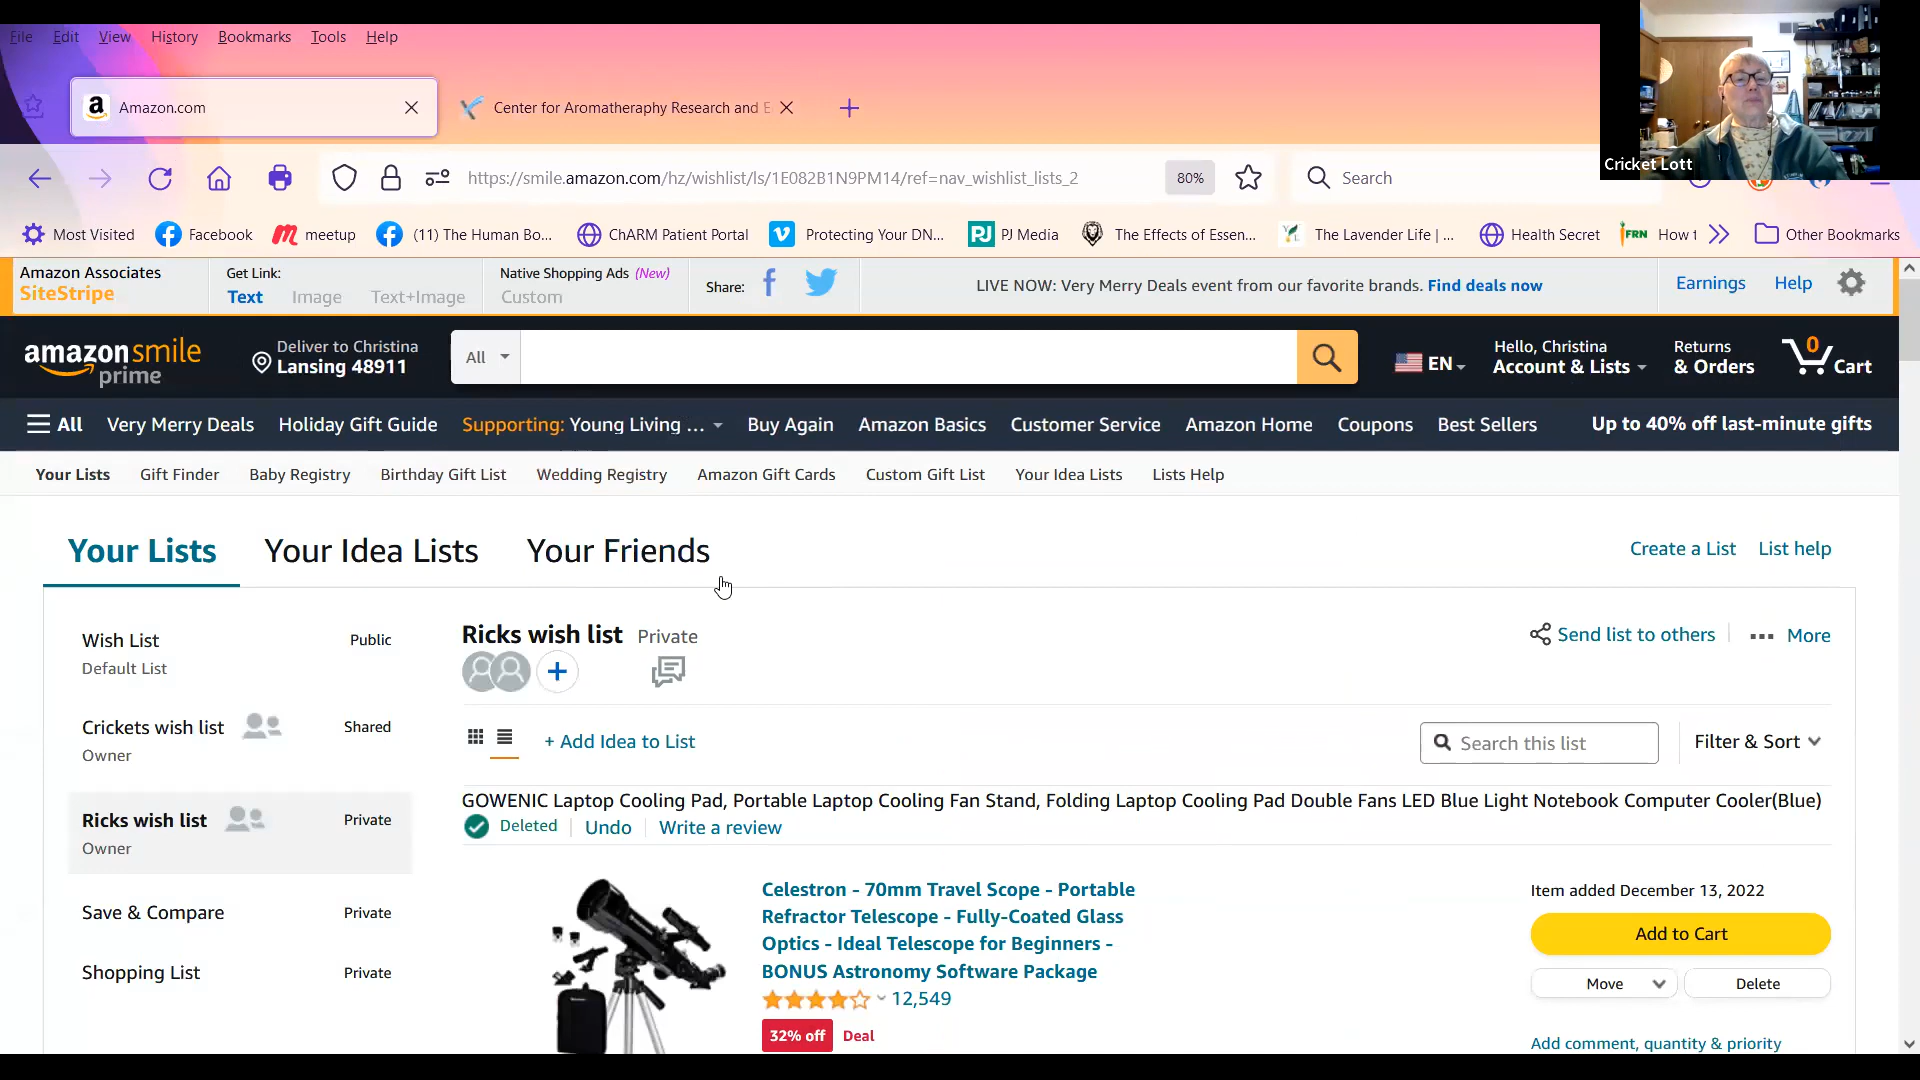 File Edit View History Bookmarks Tools Help
Amazon.com
Center for Aromatheraphy Research and E
https://smile.amazon.com/hz/wishlist/ls/1E082B1N9PM14/ref=nav_wishlist_lists_2
80%
Search
Cricket Lott
Most Visited Facebook meetup (11) The Human Bo... ChARM Patient Portal Protecting Your DN... PJ Media The Effects of Essen... The Lavender Life | ... Health Secret FRN How t Other Bookmarks
Amazon Associates
SiteStripe
Get Link:
Text Image Text+Image
Native Shopping Ads (New)
Custom
Share:
LIVE NOW: Very Merry Deals event from our favorite brands. Find deals now
Earnings Help
amazonsmile
prime
Deliver to Christina
Lansing 48911
All
EN
Hello, Christina
Account & Lists
Returns
& Orders
0
Cart
All Very Merry Deals Holiday Gift Guide Supporting: Young Living ... Buy Again Amazon Basics Customer Service Amazon Home Coupons Best Sellers Up to 40% off last-minute gifts
Your Lists Gift Finder Baby Registry Birthday Gift List Wedding Registry Amazon Gift Cards Custom Gift List Your Idea Lists Lists Help
Your Lists Your Idea Lists Your Friends
Create a List List help
Wish List Public
Default List
Crickets wish list Shared
Owner
Ricks wish list Private
Owner
Save & Compare Private
Shopping List Private
Ricks wish list Private
Send list to others ... More
+ Add Idea to List
Search this list
Filter & Sort
GOWENIC Laptop Cooling Pad, Portable Laptop Cooling Fan Stand, Folding Laptop Cooling Pad Double Fans LED Blue Light Notebook Computer Cooler(Blue)
Deleted Undo Write a review
Celestron - 70mm Travel Scope - Portable
Refractor Telescope - Fully-Coated Glass
Optics - Ideal Telescope for Beginners -
BONUS Astronomy Software Package
12,549
32% off Deal
Item added December 13, 2022
Add to Cart
Move Delete
Add comment, quantity & priority